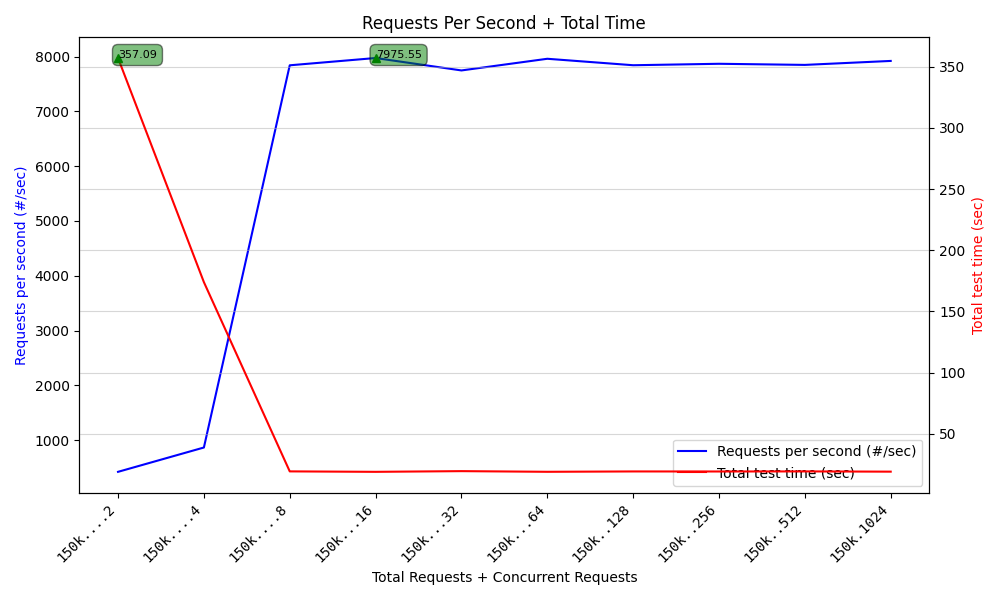 Requests Per Second + Total Time
357.09
7975.55
8000
7000
6000
5000
4000
3000
2000
1000
Requests per second (#/sec)
350
300
250
200
150
100
50
Total test time (sec)
Requests per second (#/sec)
Total test time (sec)
150k....2
150k....4
150k....8
150k...16
150k...32
150k...64
150k..128
150k..256
150k..512
150k.1024
Total Requests + Concurrent Requests